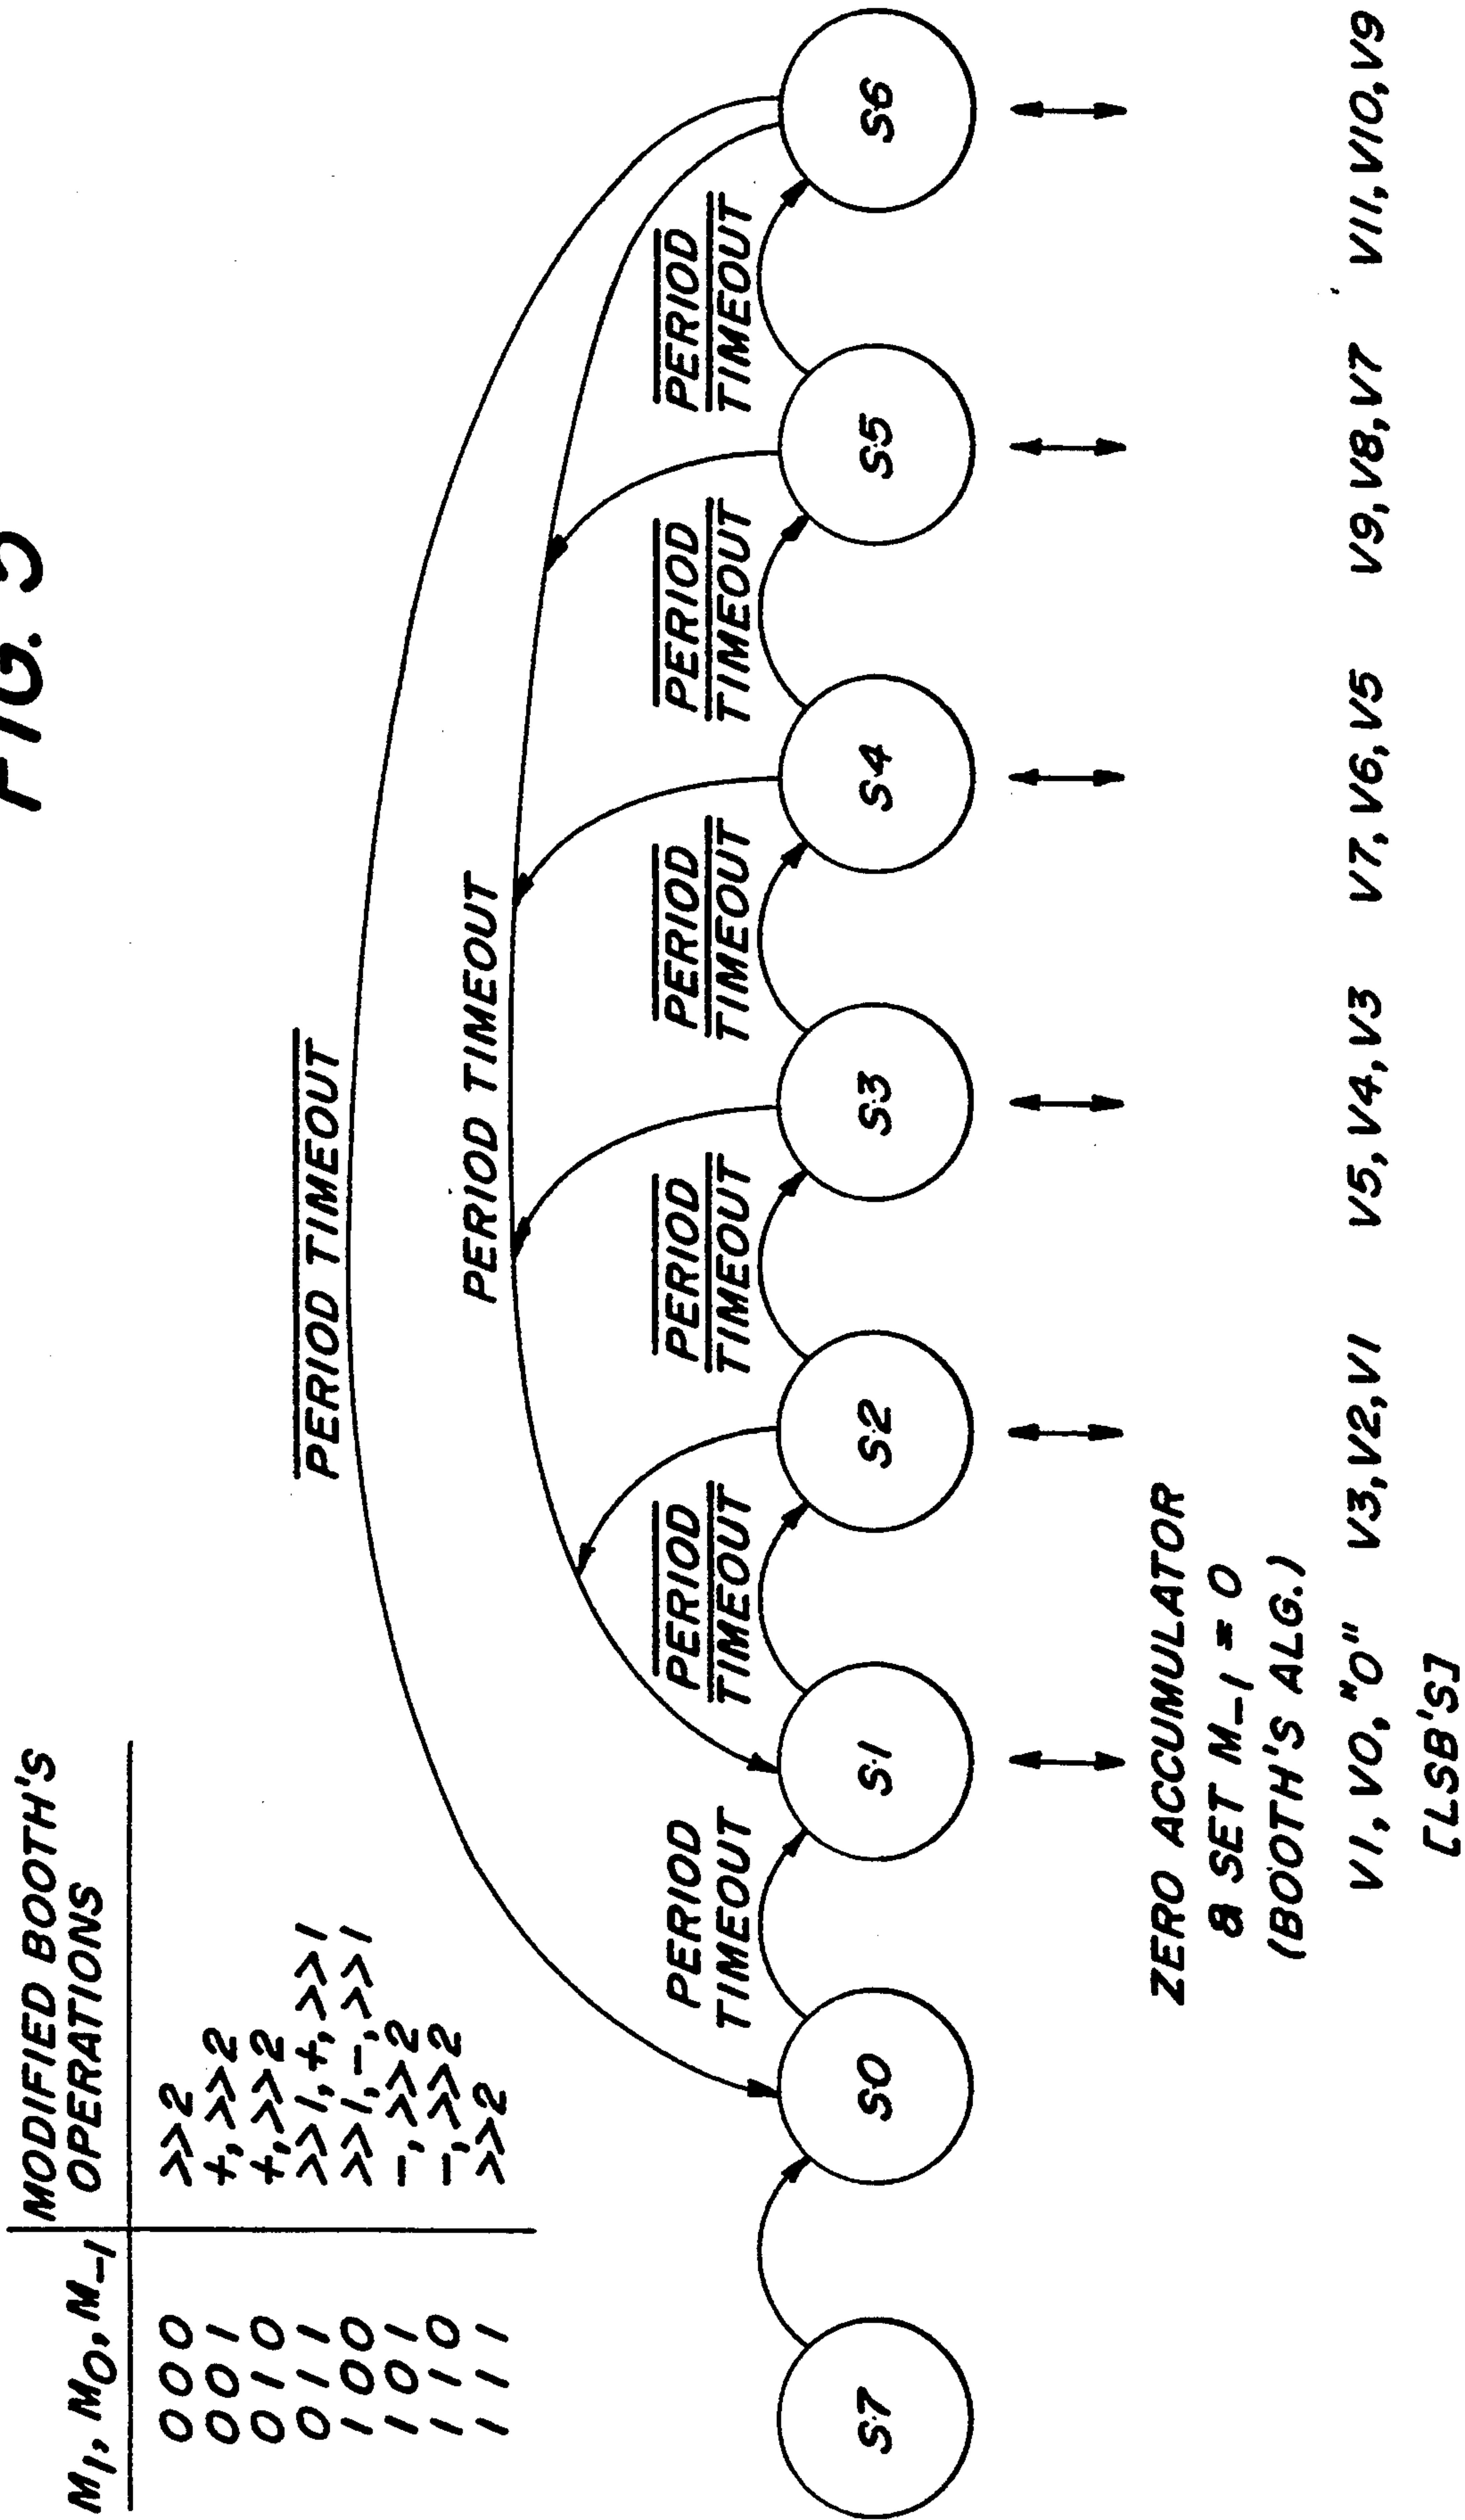 FIG. 5
M1, M0, M-1
MODIFIED BOOTH'S
OPERATIONS
000 >>2
001 +,>>2
010 +,>>2
011 >>1,+,>>1
100 >>1,-,>>1
101 -,>>2
110 -,>>2
111 >>2
PERIOD TIMEOUT
PERIOD TIMEOUT
PERIOD
TIMEOUT
PERIOD
TIMEOUT
PERIOD
TIMEOUT
PERIOD
TIMEOUT
PERIOD
TIMEOUT
PERIOD
TIMEOUT
S7 S0 S1 S2 S3 S4 S5 S6
ZERO ACCUMULATOR
& SET M-1 = 0
(BOOTH'S ALG.)
V1, V0, "0" V3, V2, V1 V5, V4, V3 V7, V6, V5 V9, V8, V7 V11, V10, V9
[LSB'S]